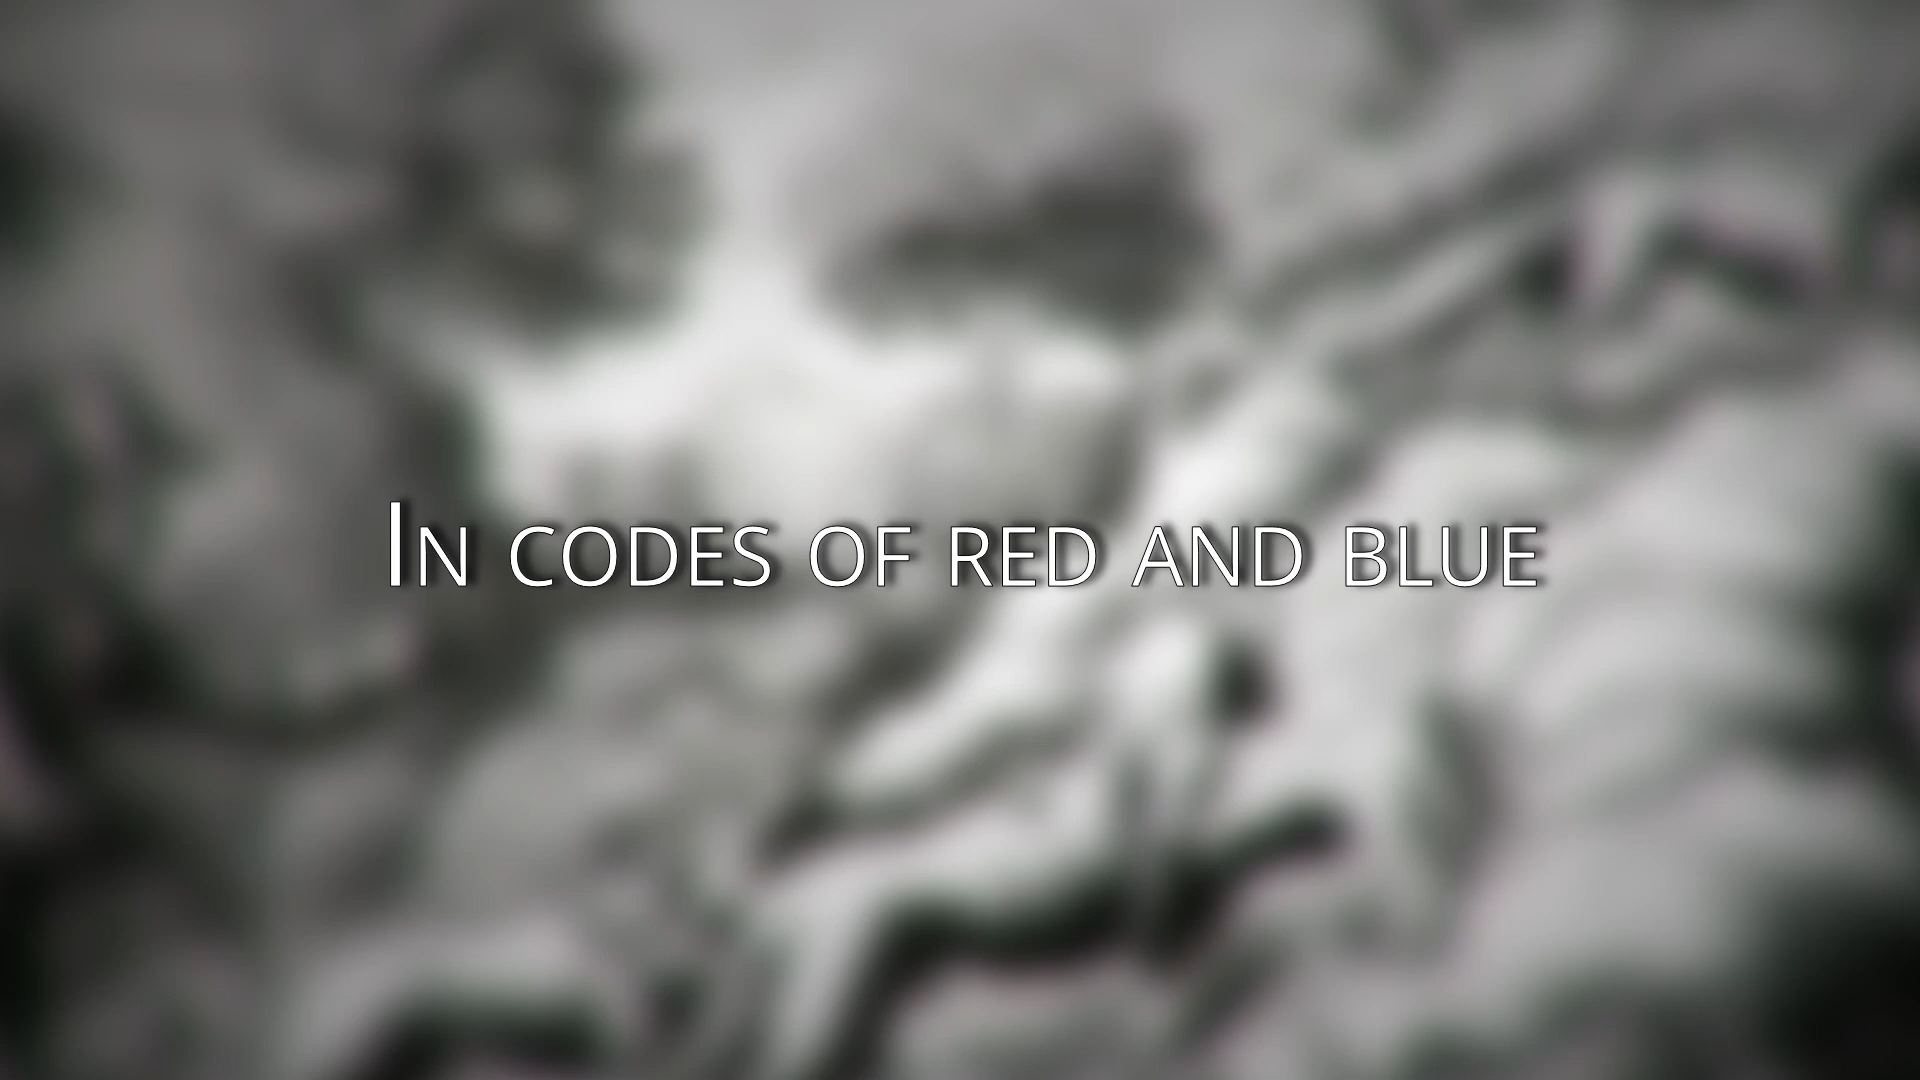 In codes of red and blue